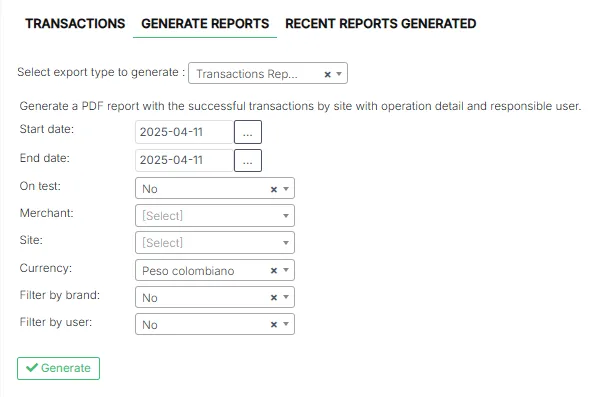 TRANSACTIONS GENERATE REPORTS RECENT REPORTS GENERATED
Select export type to generate : Transactions Rep... ×
Generate a PDF report with the successful transactions by site with operation detail and responsible user.
Start date: 2025-04-11 ...
End date: 2025-04-11 ...
On test: No ×
Merchant: [Select]
Site: [Select]
Currency: Peso colombiano ×
Filter by brand: No ×
Filter by user: No ×
Generate